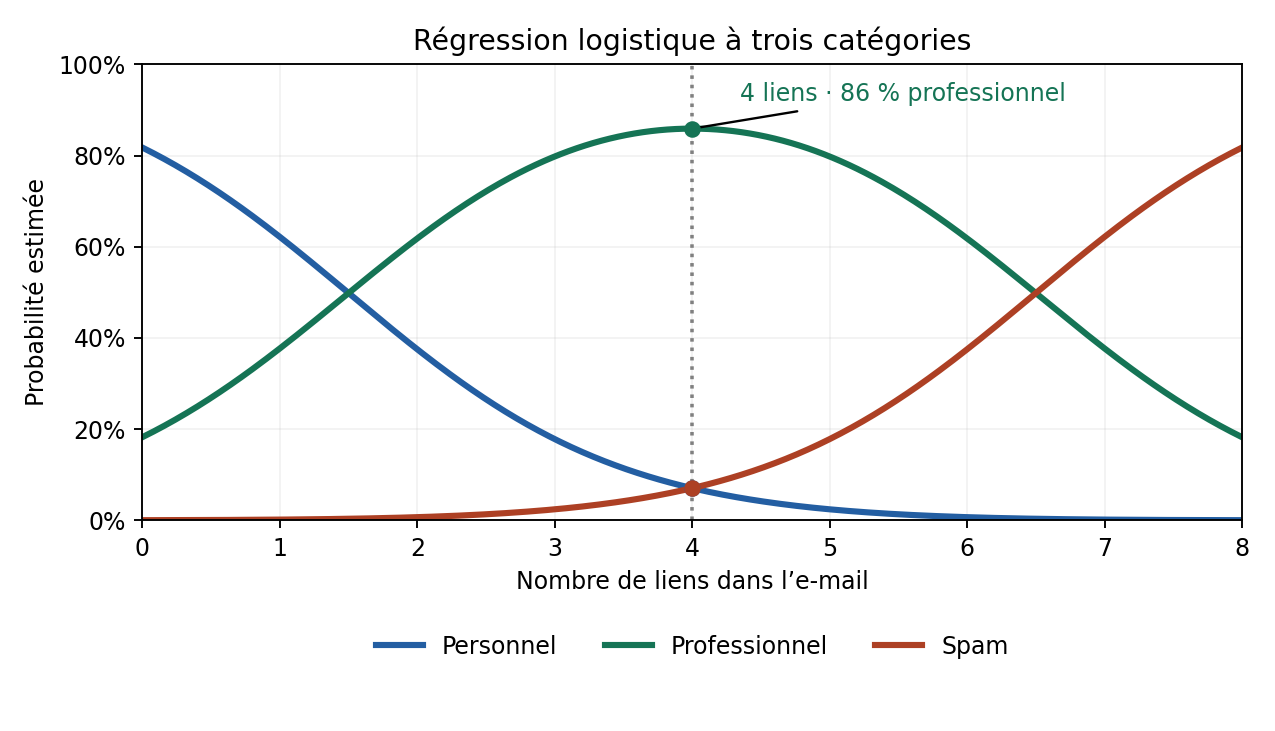 Régression logistique à trois catégories
100%
80%
60%
40%
20%
0%
Probabilité estimée
4 liens · 86 % professionnel
0 1 2 3 4 5 6 7 8
Nombre de liens dans l’e-mail
Personnel Professionnel Spam